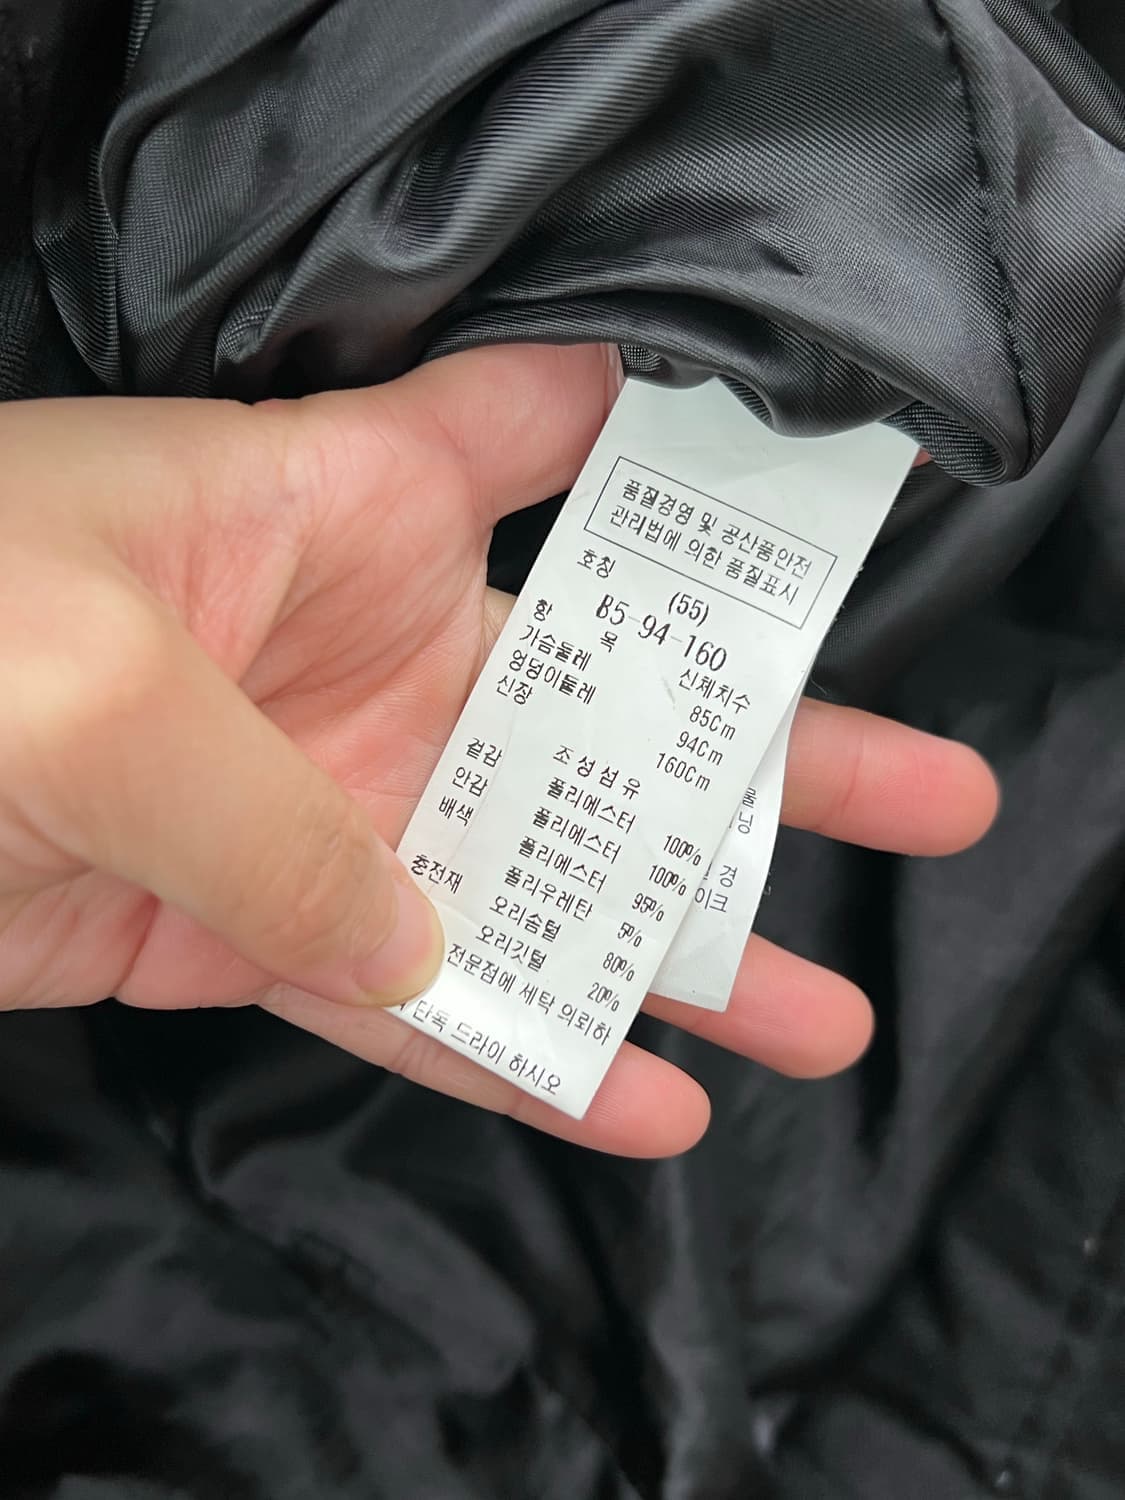 품질경영 및 공산품안전
관리법에 의한 품질표시
호칭
(55)
85-94-160
항 목 신체치수
가슴둘레 85Cm
엉덩이둘레 94Cm
신장 160Cm
조성섬유
겉감 폴리에스터 100%
안감 폴리에스터 100%
배색 폴리에스터 95%
폴리우레탄 5%
충전재 오리솜털 80%
오리깃털 20%
전문점에 세탁 의뢰하
단독 드라이 하시오
경
이크